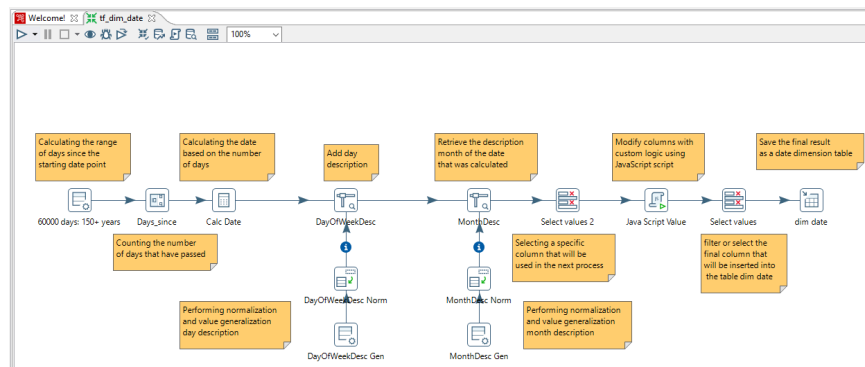 Welcome!
tf_dim_date
100%
Calculating the range
of days since the
starting date point
Calculating the date
based on the number
of days
Add day
description
Retrieve the description
month of the date
that was calculated
Modify columns with
custom logic using
JavaScript script
Save the final result
as a date dimension table
60000 days: 150+ years
Days_since
Calc Date
DayOfWeekDesc
MonthDesc
Select values 2
Java Script Value
Select values
dim date
Counting the number
of days that have passed
Selecting a specific
column that will be
used in the next process
filter or select the
final column that
will be inserted into
the table dim date
DayOfWeekDesc Norm
MonthDesc Norm
Performing normalization
and value generalization
day description
Performing normalization
and value generalization
month description
DayOfWeekDesc Gen
MonthDesc Gen